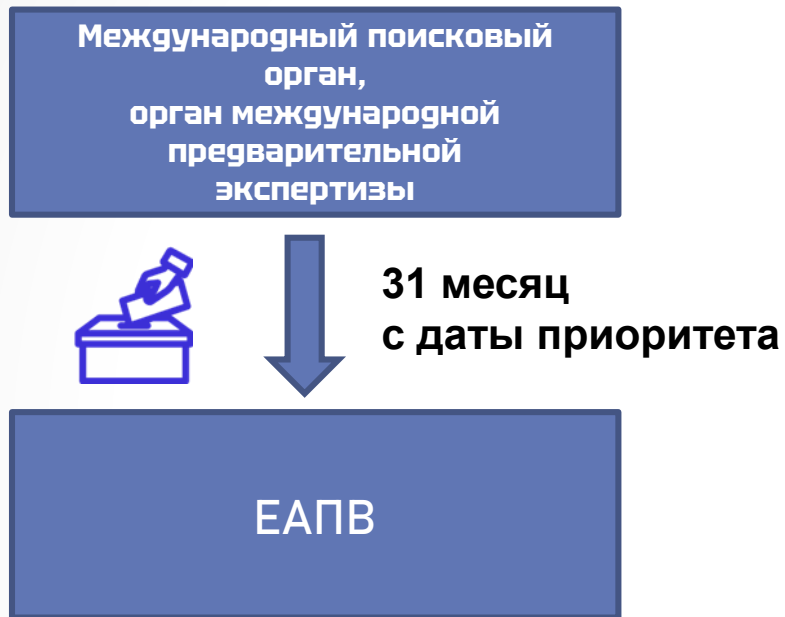 Международный поисковый
орган,
орган международной
предварительной
экспертизы
31 месяц
с даты приоритета
ЕАПВ